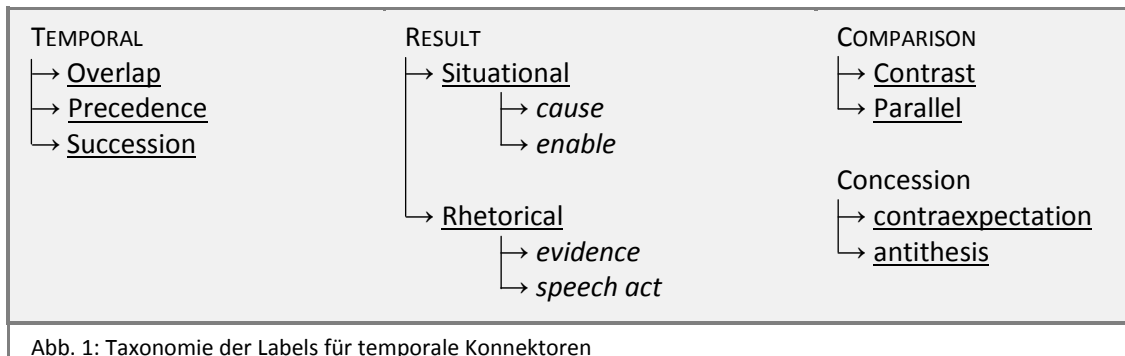 TEMPORAL
→ Overlap
→ Precedence
→ Succession
RESULT
→ Situational
→ cause
→ enable
→ Rhetorical
→ evidence
→ speech act
COMPARISON
→ Contrast
→ Parallel
Concession
→ contraexpectation
→ antithesis
Abb. 1: Taxonomie der Labels für temporale Konnektoren